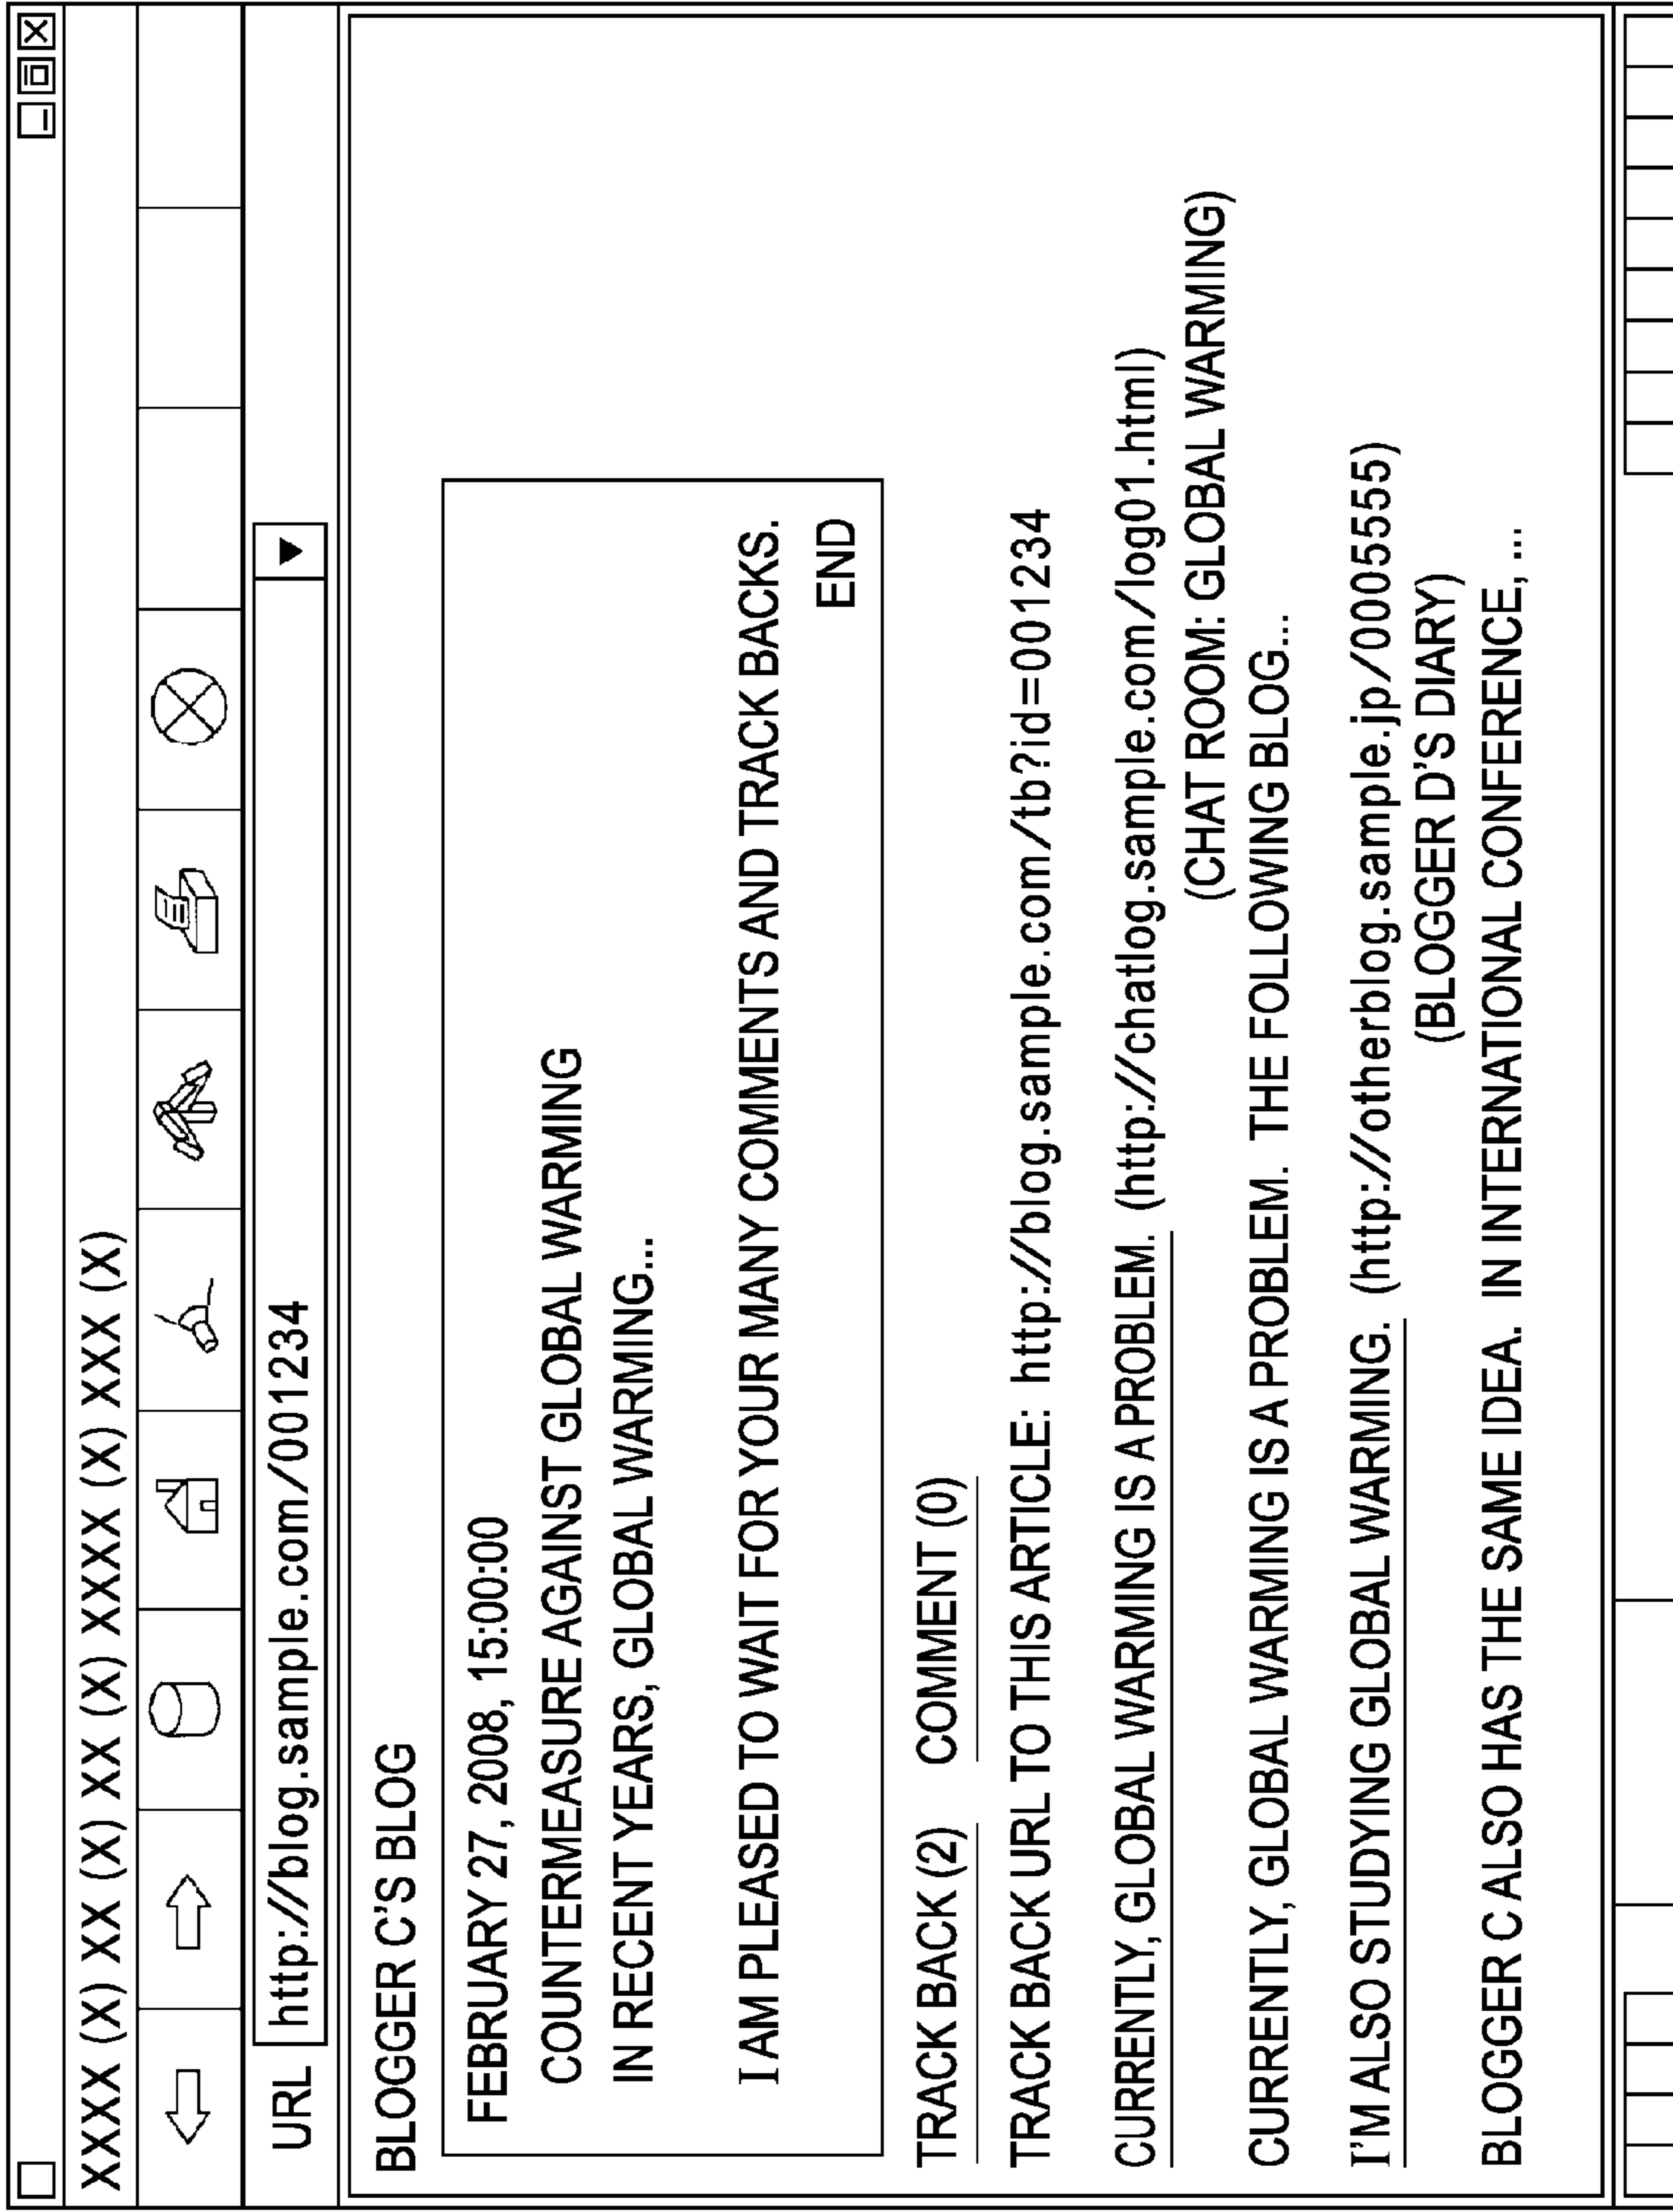 XXXX (X) XX (X) XX (X) XXXX (X) XXX (X)
URL http://blog.sample.com/001234 ▼
BLOGGER C'S BLOG
FEBRUARY 27, 2008, 15:00:00
COUNTERMEASURE AGAINST GLOBAL WARMING
IN RECENT YEARS, GLOBAL WARMING...
I AM PLEASED TO WAIT FOR YOUR MANY COMMENTS AND TRACK BACKS.
END
TRACK BACK (2) COMMENT (0)
TRACK BACK URL TO THIS ARTICLE: http://blog.sample.com/tb?id=001234
CURRENTLY, GLOBAL WARMING IS A PROBLEM. (http://chatlog.sample.com/log01.html)
(CHAT ROOM: GLOBAL WARMING)
CURRENTLY, GLOBAL WARMING IS A PROBLEM. THE FOLLOWING BLOG...
I'M ALSO STUDYING GLOBAL WARMING. (http://otherblog.sample.jp/005555)
(BLOGGER D'S DIARY)
BLOGGER C ALSO HAS THE SAME IDEA. IN INTERNATIONAL CONFERENCE, ...